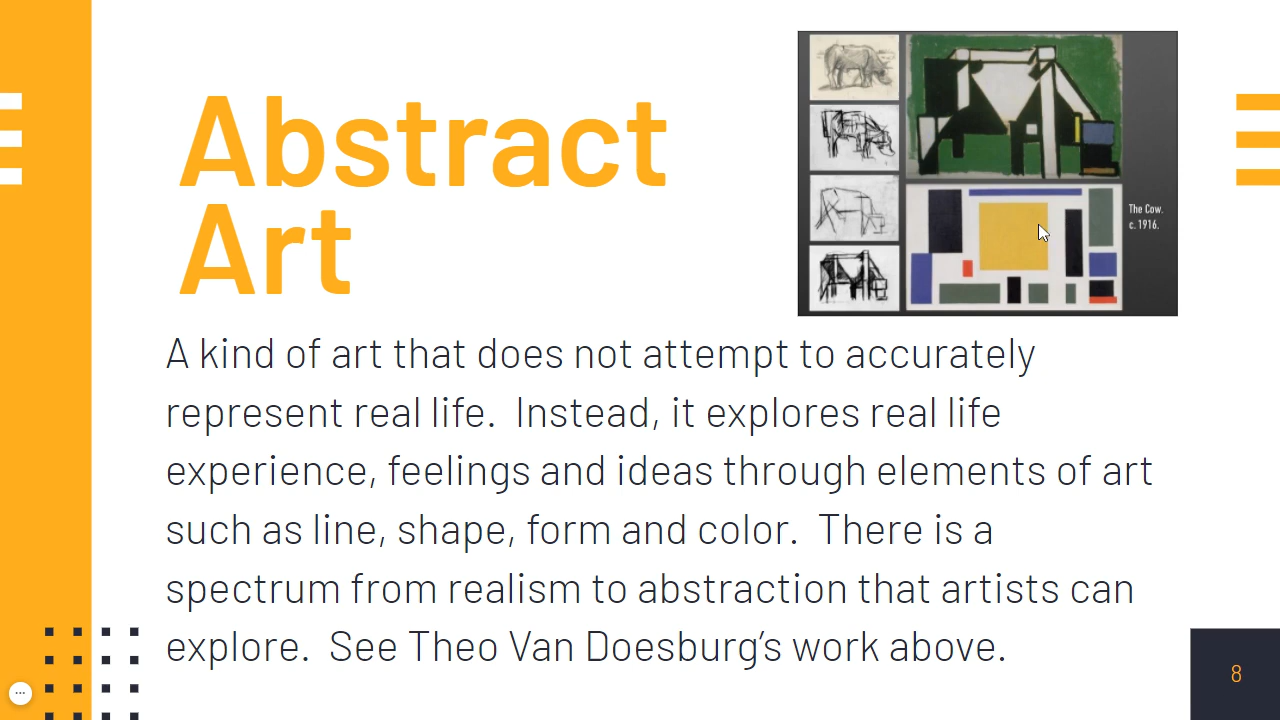 Abstract
Art
The Cow.
c. 1916.
A kind of art that does not attempt to accurately
represent real life.  Instead, it explores real life
experience, feelings and ideas through elements of art
such as line, shape, form and color.  There is a
spectrum from realism to abstraction that artists can
explore.  See Theo Van Doesburg’s work above.
8